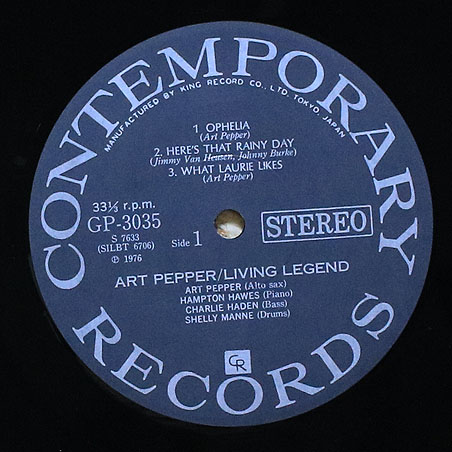 CONTEMPORARY
MANUFACTURED BY KING RECORD CO., LTD. TOKYO, JAPAN
1. OPHELIA
(Art Pepper)
2. HERE'S THAT RAINY DAY
(Jimmy Van Heusen, Johnny Burke)
3. WHAT LAURIE LIKES
(Art Pepper)
33⅓ r.p.m.
GP-3035
S 7633
(SILBT 6706)
℗ 1976
Side 1
STEREO
ART PEPPER/LIVING LEGEND
ART PEPPER (Alto sax)
HAMPTON HAWES (Piano)
CHARLIE HADEN (Bass)
SHELLY MANNE (Drums)
CR
RECORDS